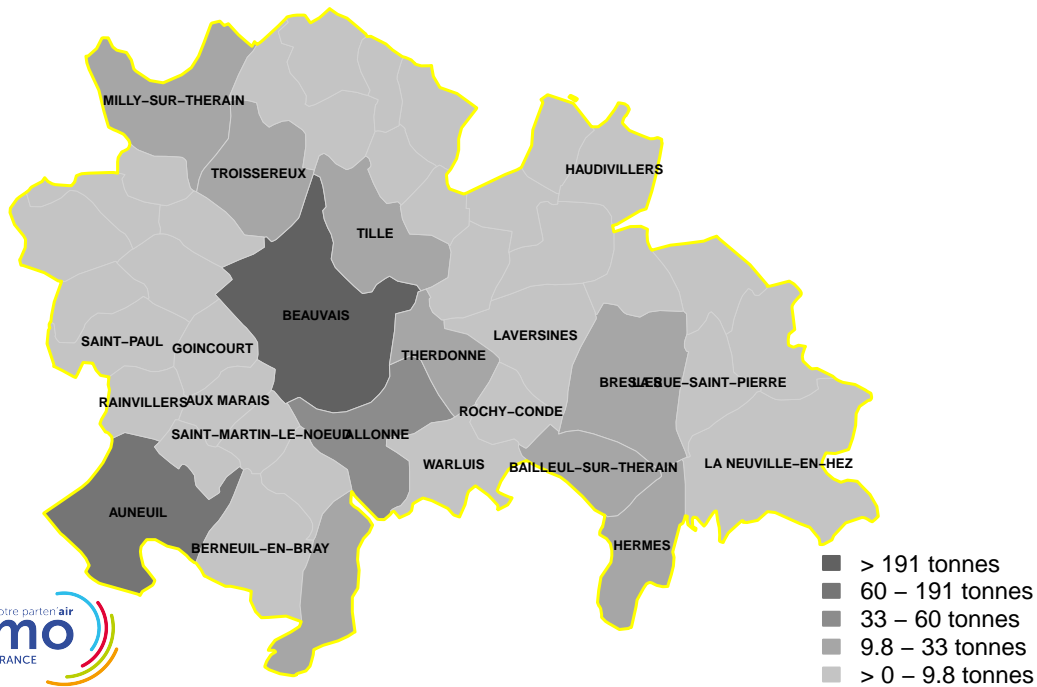 MILLY−SUR−THERAIN
HAUDIVILLERS
TROISSEREUX
TILLE
BEAUVAIS
LAVERSINES
SAINT−PAUL
GOINCOURT
THERDONNE
BRESLES
LA RUE−SAINT−PIERRE
RAINVILLERS
AUX MARAIS
ROCHY−CONDE
SAINT−MARTIN−LE−NOEUD
ALLONNE
WARLUIS
BAILLEUL−SUR−THERAIN
LA NEUVILLE−EN−HEZ
AUNEUIL
BERNEUIL−EN−BRAY
HERMES
> 191 tonnes
60 − 191 tonnes
33 − 60 tonnes
9.8 − 33 tonnes
> 0 − 9.8 tonnes
otre parten'air
mo
RANCE